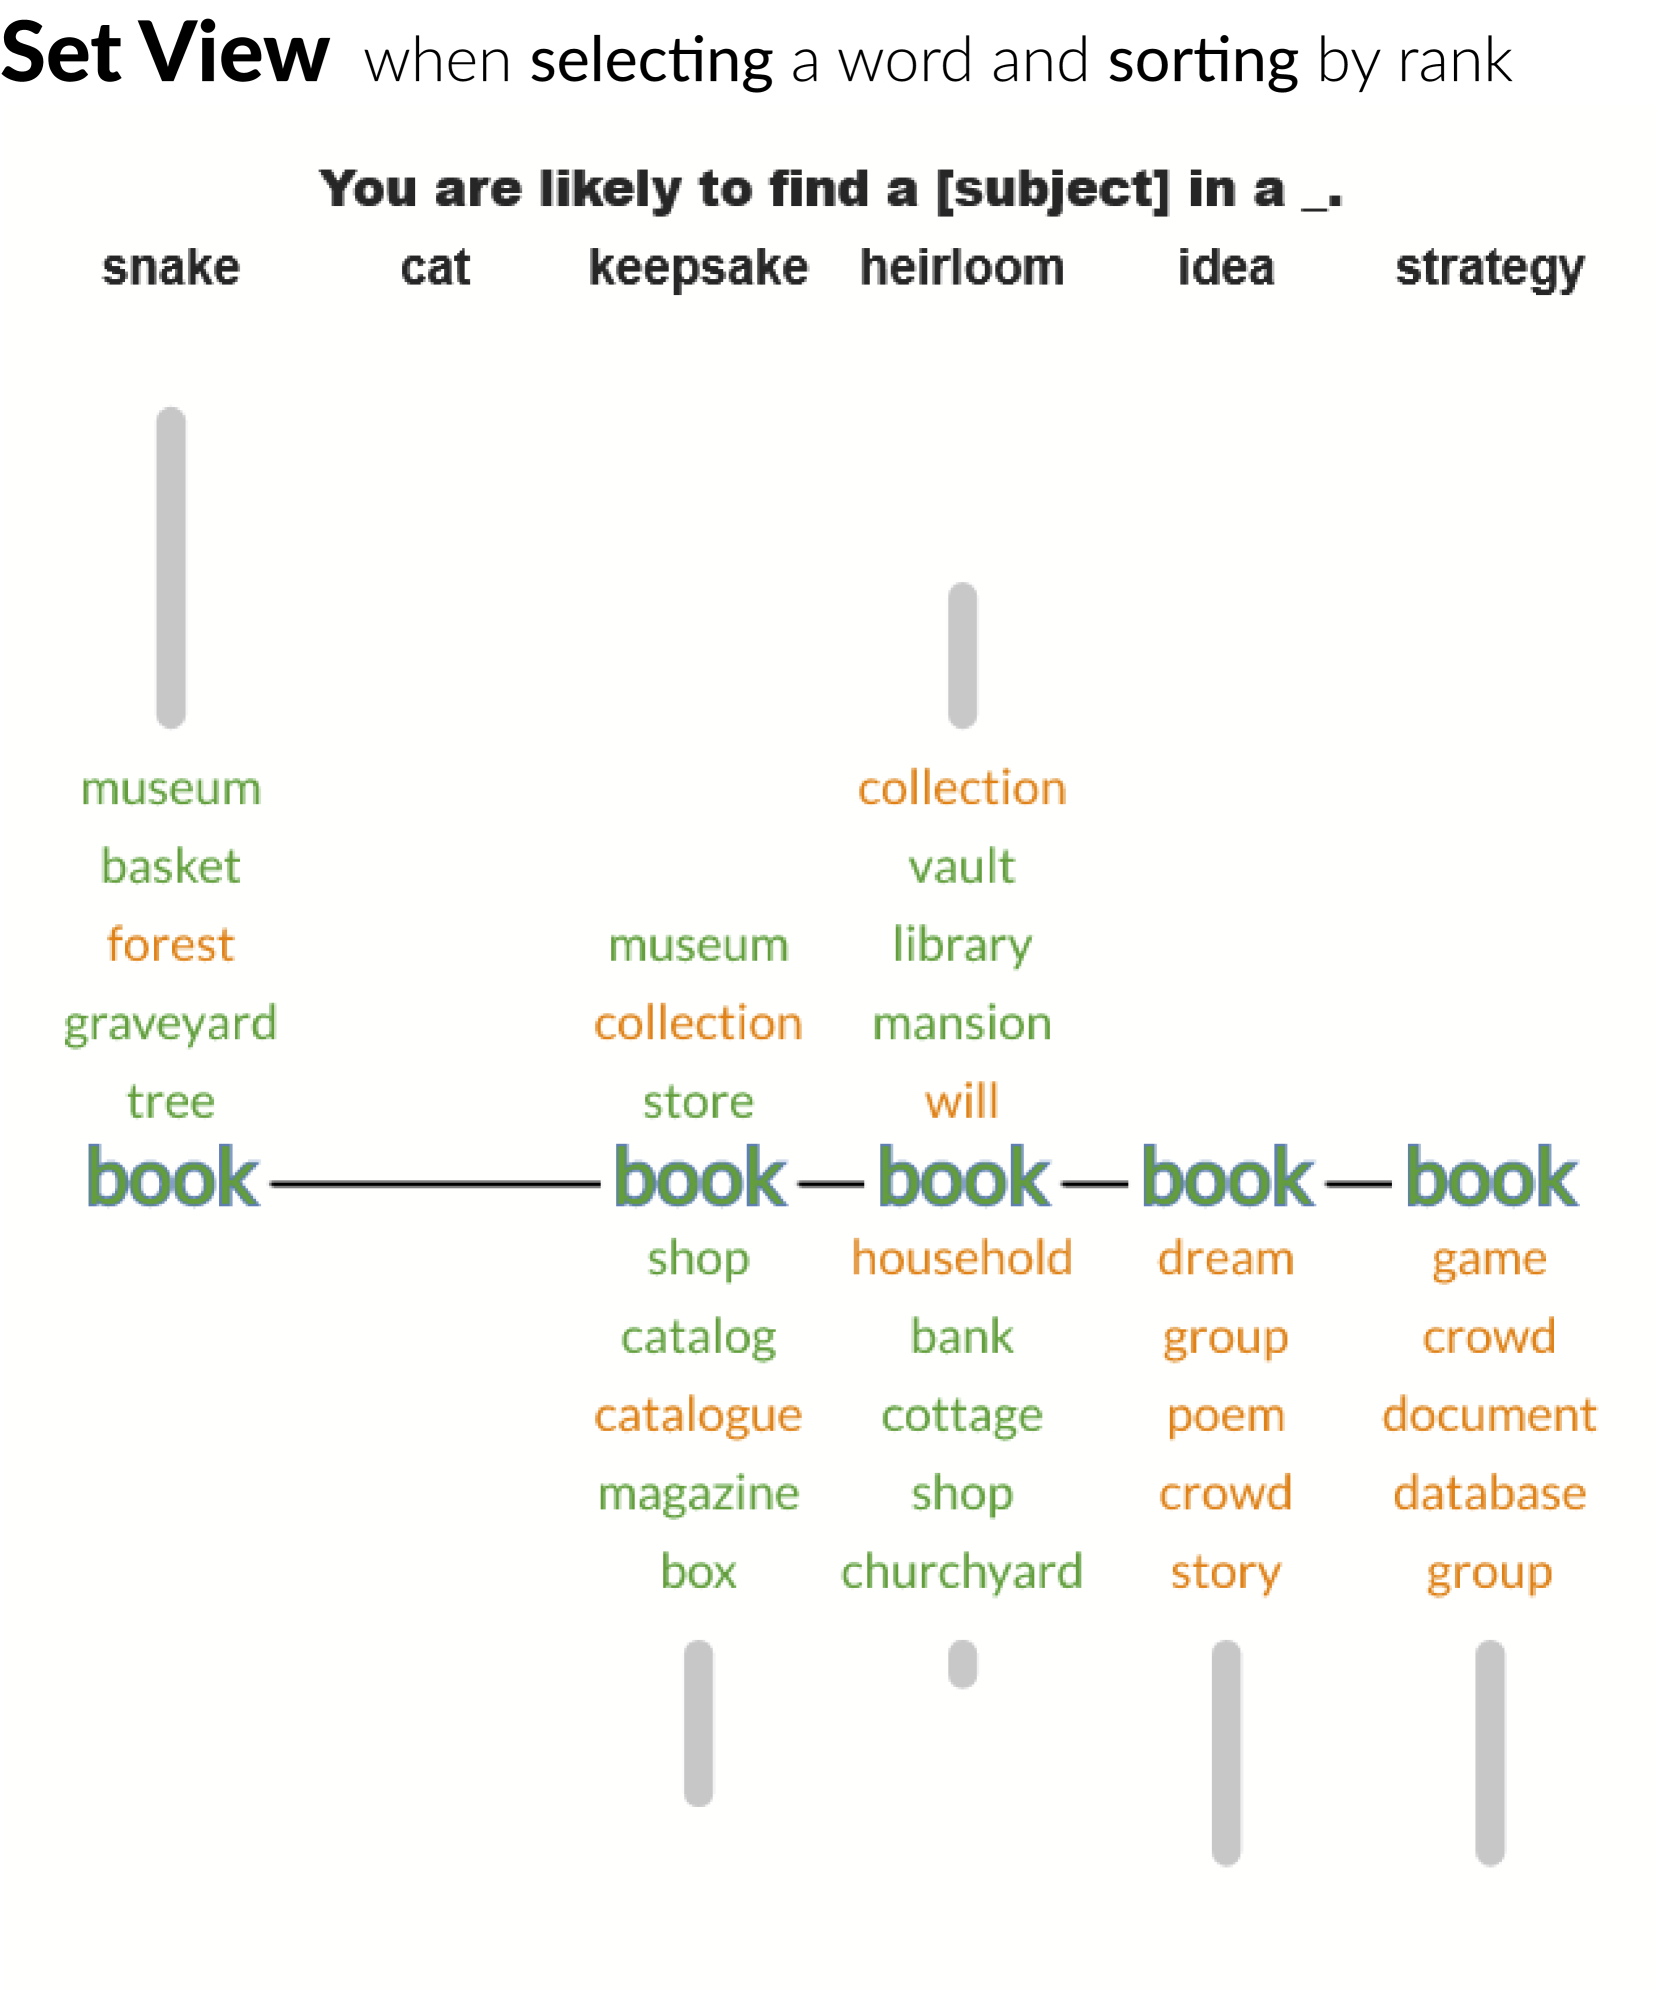 Set View when selecting a word and sorting by rank
You are likely to find a [subject] in a _.
snake cat keepsake heirloom idea strategy
museum collection
basket vault
forest museum library
graveyard collection mansion
tree store will
book book book book book
shop household dream game
catalog bank group crowd
catalogue cottage poem document
magazine shop crowd database
box churchyard story group